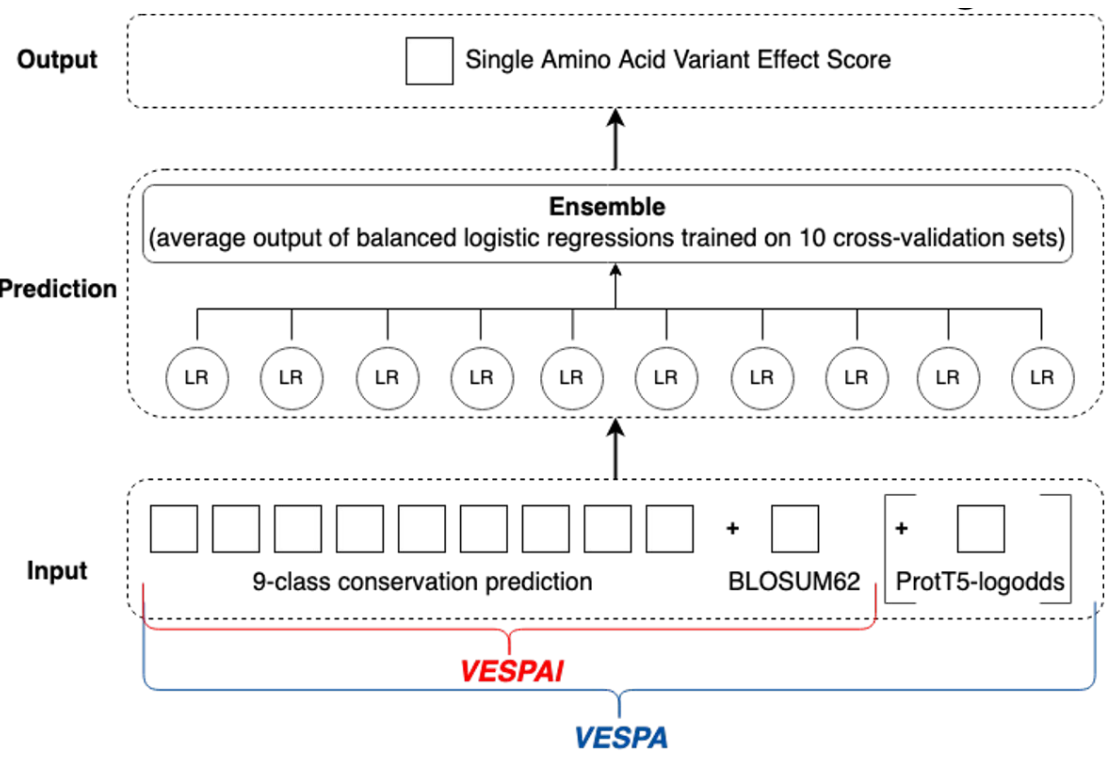 Output
Single Amino Acid Variant Effect Score
Ensemble
(average output of balanced logistic regressions trained on 10 cross-validation sets)
Prediction
LR LR LR LR LR LR LR LR LR LR
+ +
Input
9-class conservation prediction BLOSUM62 ProtT5-logodds
VESPAl
VESPA